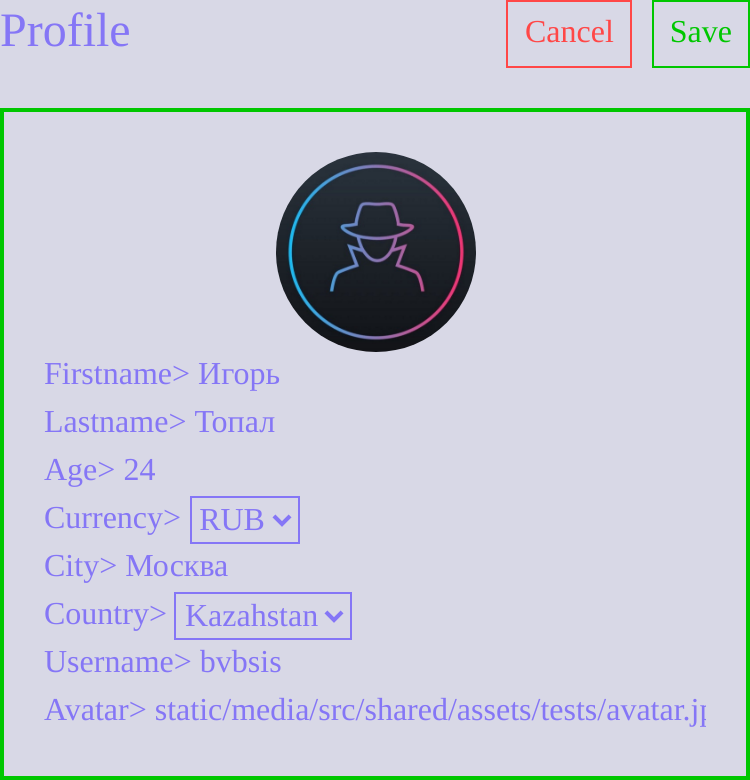 Profile
Cancel
Save
Firstname> Игорь
Lastname> Топал
Age> 24
Currency> RUB
City> Москва
Country> Kazahstan
Username> bvbsis
Avatar> static/media/src/shared/assets/tests/avatar.j